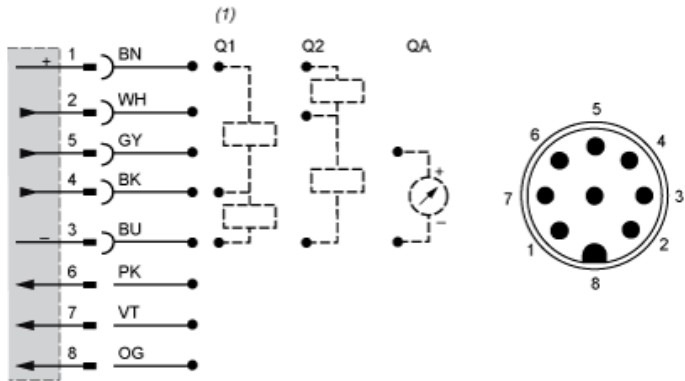 (1)
Q1 Q2 QA
+ 1 BN
2 WH
5 GY
4 BK
– 3 BU
6 PK
7 VT
8 OG
+
–
5
6 4
7 3
1 2
8